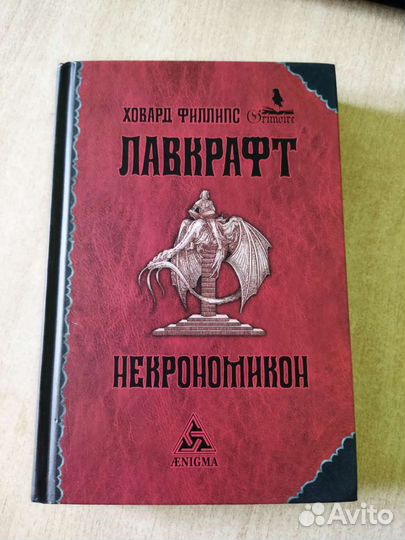 ХОВАРД ФИЛЛИПС
Grimoire
ЛАВКРАФТ
НЕКРОНОМИКОН
ÆNIGMA
Avito